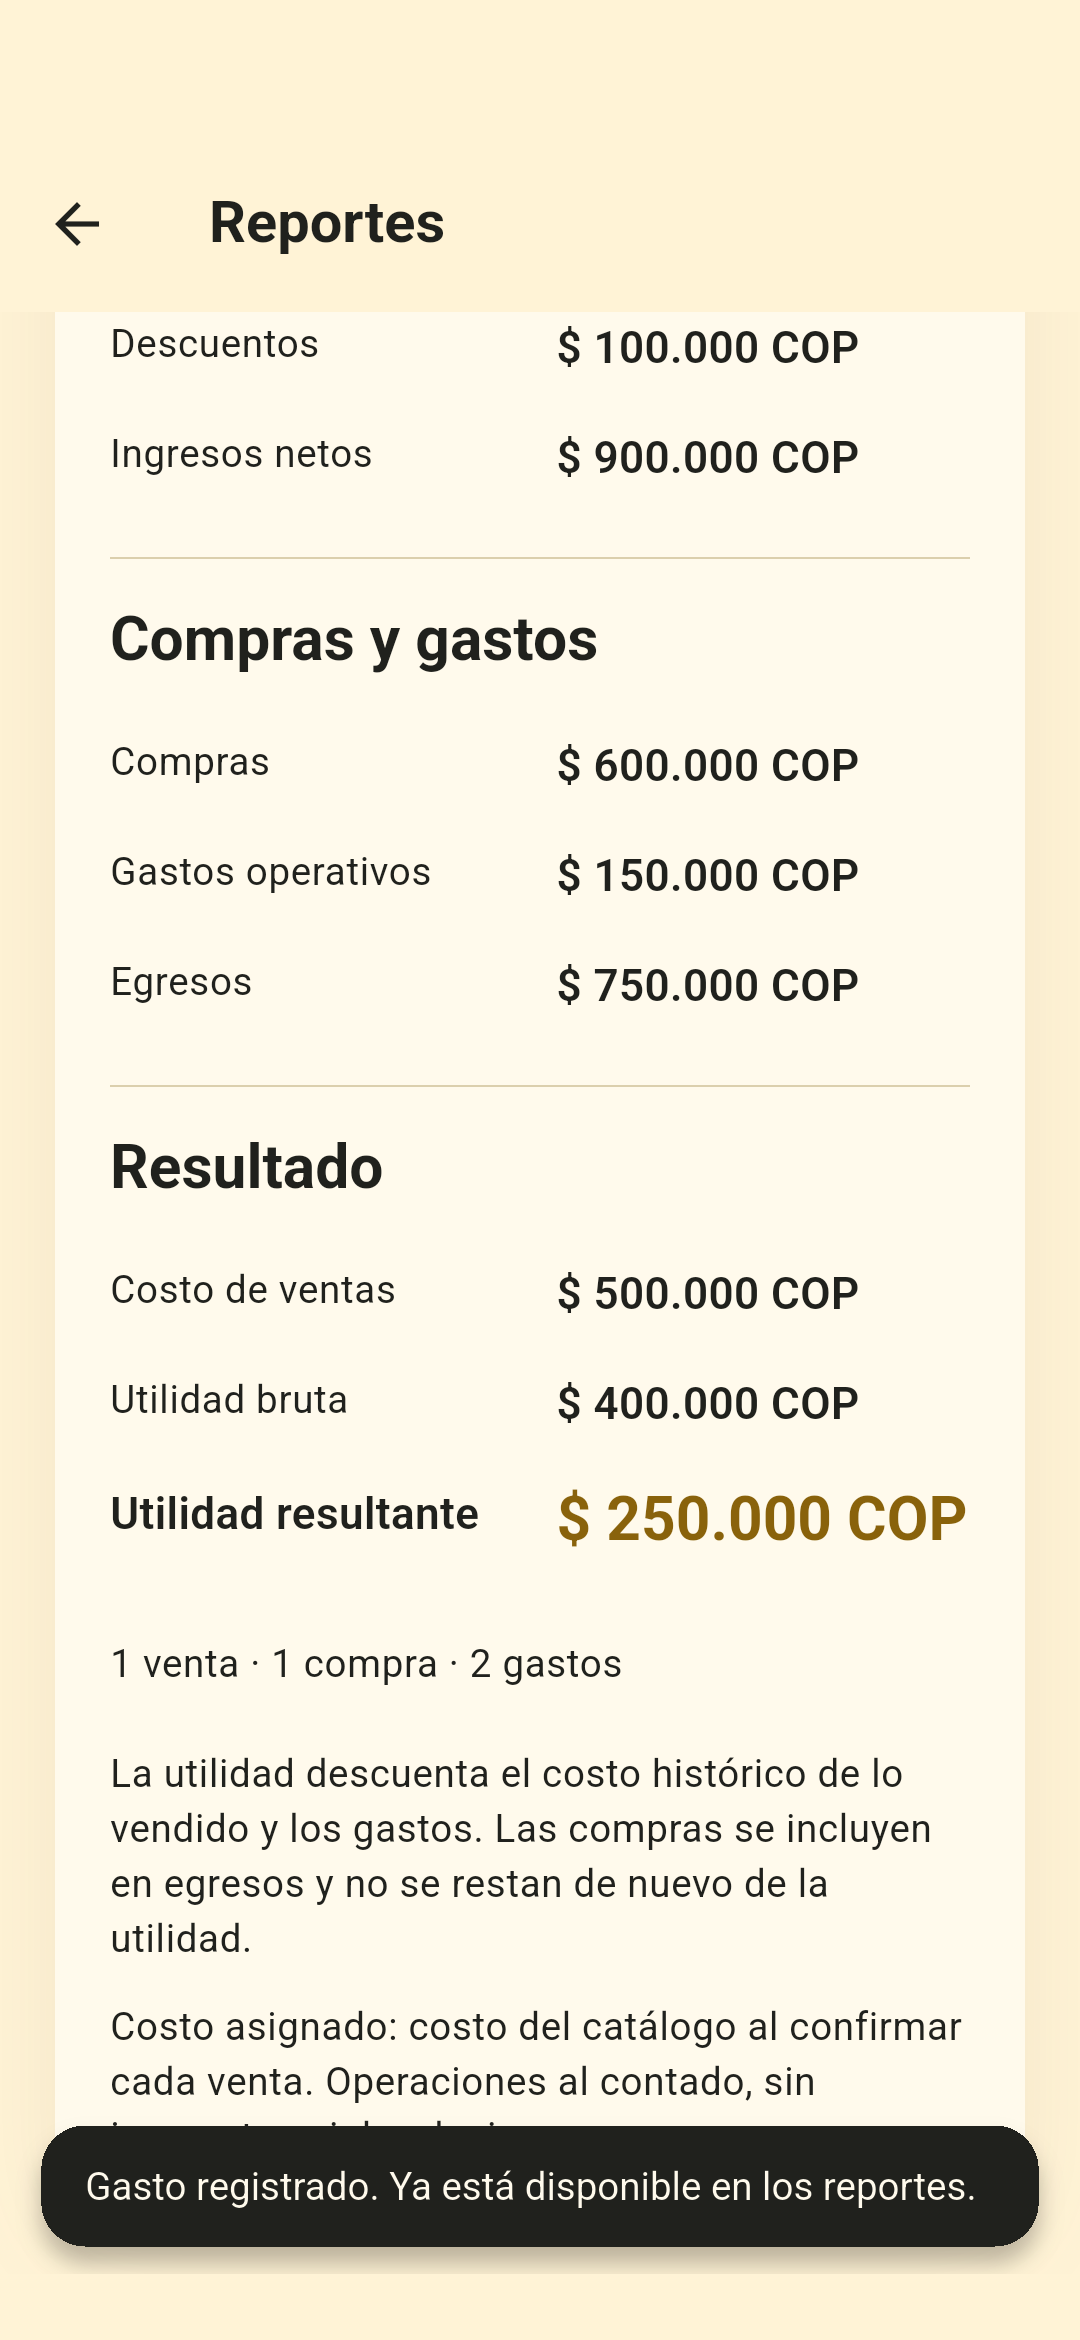 Reportes
Descuentos $ 100.000 COP
Ingresos netos $ 900.000 COP
Compras y gastos
Compras $ 600.000 COP
Gastos operativos $ 150.000 COP
Egresos $ 750.000 COP
Resultado
Costo de ventas $ 500.000 COP
Utilidad bruta $ 400.000 COP
Utilidad resultante $ 250.000 COP
1 venta · 1 compra · 2 gastos
La utilidad descuenta el costo histórico de lo
vendido y los gastos. Las compras se incluyen
en egresos y no se restan de nuevo de la
utilidad.
Costo asignado: costo del catálogo al confirmar
cada venta. Operaciones al contado, sin
Gasto registrado. Ya está disponible en los reportes.